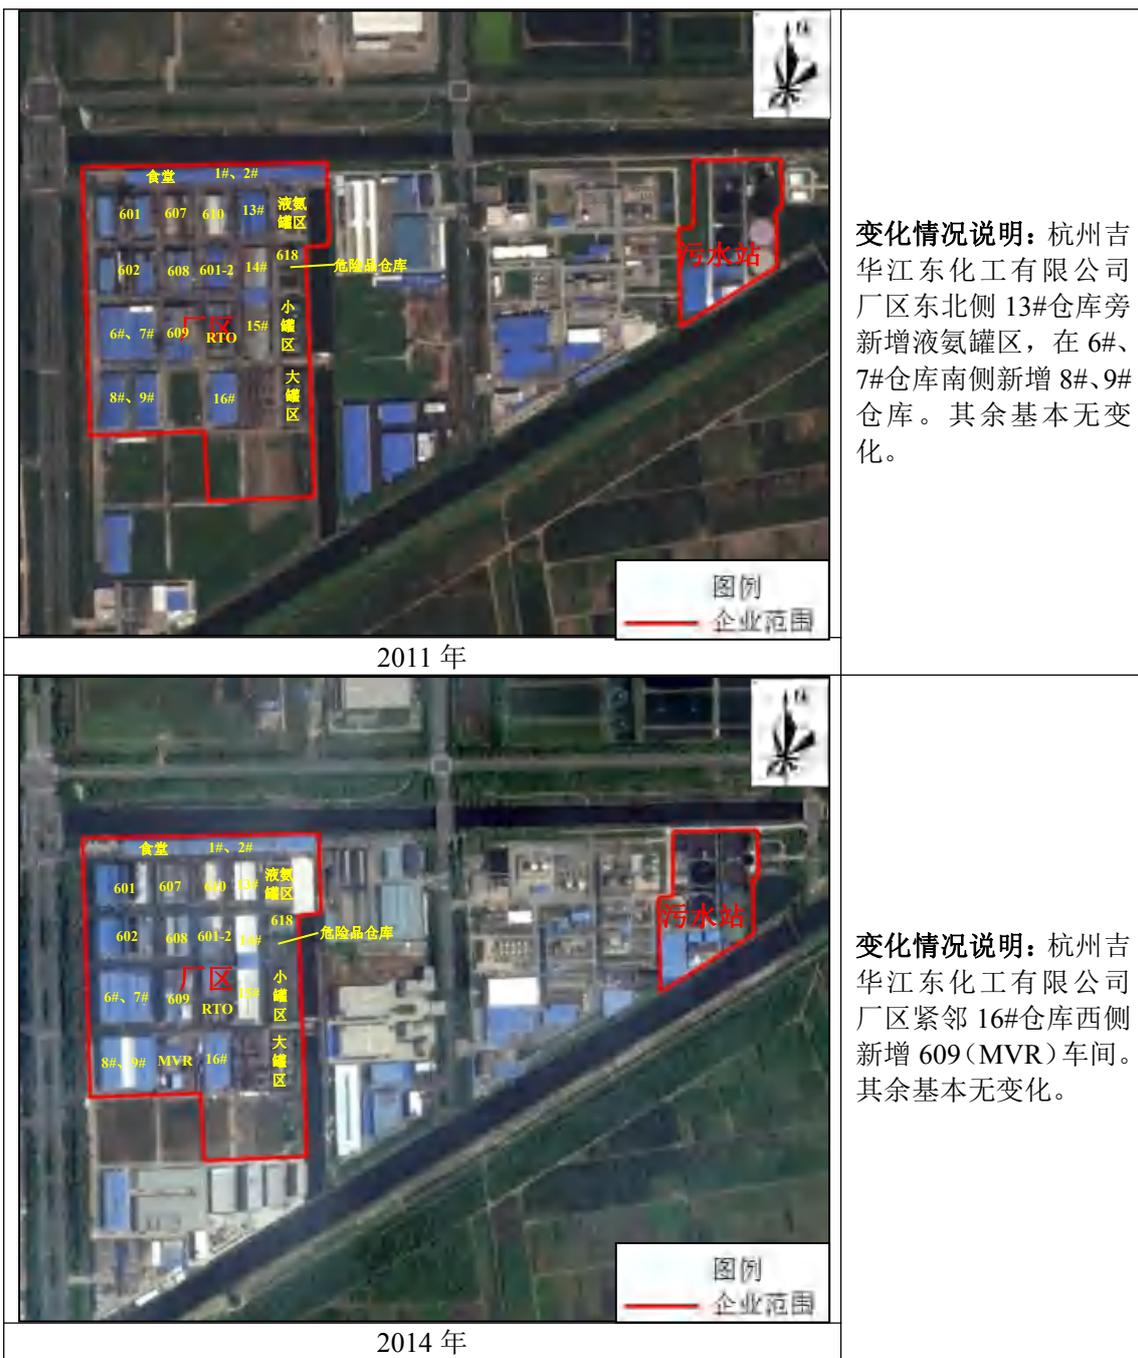 食堂 1#、2#
601 607 610 13# 液氨
罐区
618
602 608 601-2 14# 危险品仓库
污水站
小
罐
区
6#、7# 609 厂区 RTO 15#
大
罐
区
8#、9# 16#
图例
企业范围
2011 年
变化情况说明：杭州吉
华江东化工有限公司
厂区东北侧 13#仓库旁
新增液氨罐区，在 6#、
7#仓库南侧新增 8#、9#
仓库。其余基本无变
化。
食堂 1#、2#
601 607 610 13# 液氨
罐区
618
602 608 601-2 14# 危险品仓库
污水站
厂区
小
罐
区
6#、7# 609 RTO 15#
大
罐
区
8#、9# MVR 16#
图例
企业范围
2014 年
变化情况说明：杭州吉
华江东化工有限公司
厂区紧邻 16#仓库西侧
新增 609（MVR）车间。
其余基本无变化。